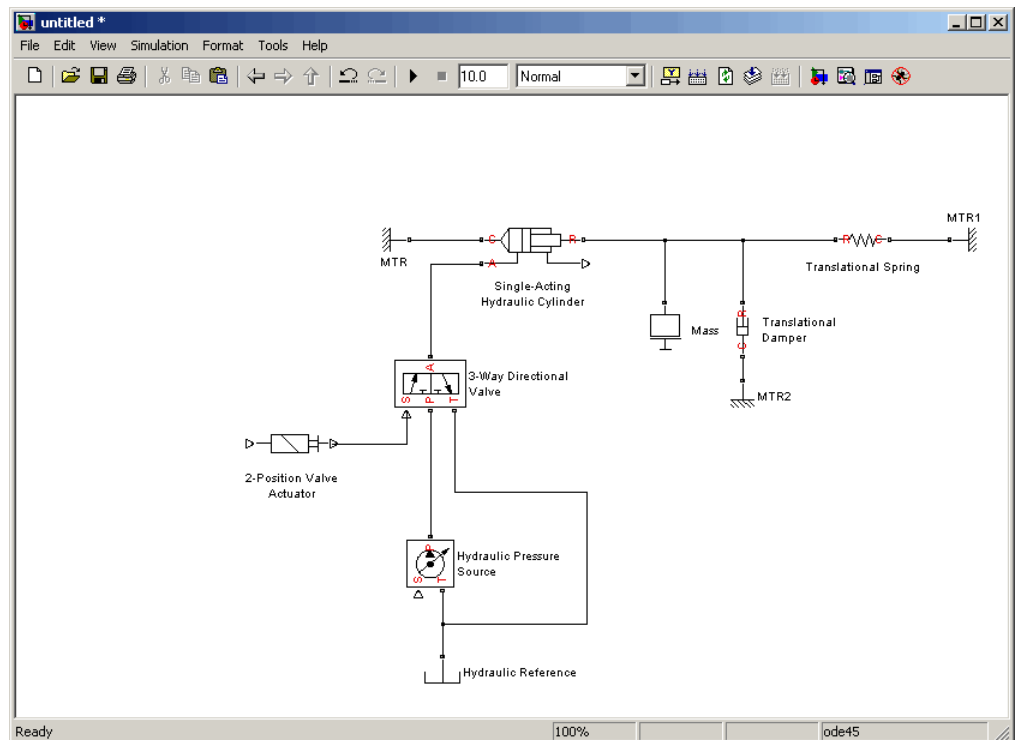 untitled *
File Edit View Simulation Format Tools Help
10.0 Normal
MTR1
C R R C
MTR
A
Translational Spring
Single-Acting
Hydraulic Cylinder
R
Mass
Translational
Damper
C
A
3-Way Directional
Valve
S P T
MTR2
2-Position Valve
Actuator
P
Hydraulic Pressure
Source
S T
Hydraulic Reference
Ready 100% ode45